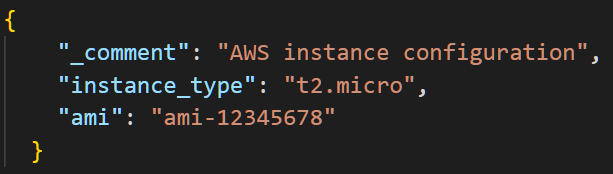 {
"_comment": "AWS instance configuration",
"instance_type": "t2.micro",
"ami": "ami-12345678"
}